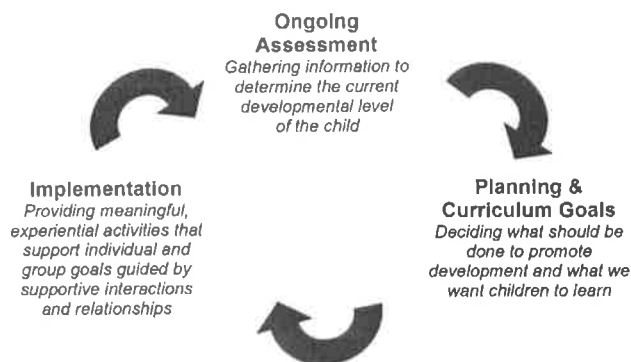 Ongoing
Assessment
Gathering information to
determine the current
developmental level
of the child
Implementation
Providing meaningful,
experiential activities that
support individual and
group goals guided by
supportive interactions
and relationships
Planning &
Curriculum Goals
Deciding what should be
done to promote
development and what we
want children to learn